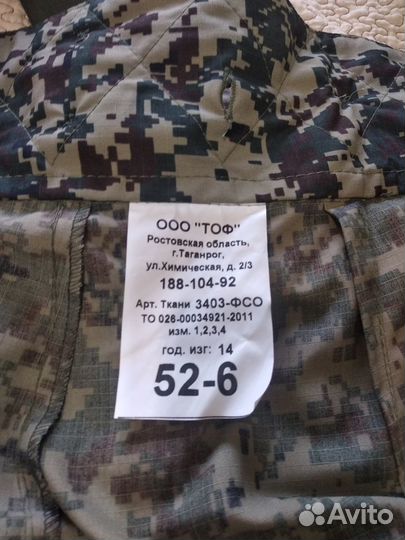 ООО "ТОФ"
Ростовская область,
г.Таганрог,
ул.Химическая, д. 2/3
188-104-92
Арт. Ткани 3403-ФСО
ТО 026-00034921-2011
изм. 1,2,3,4
год. изг: 14
52-6
Avito